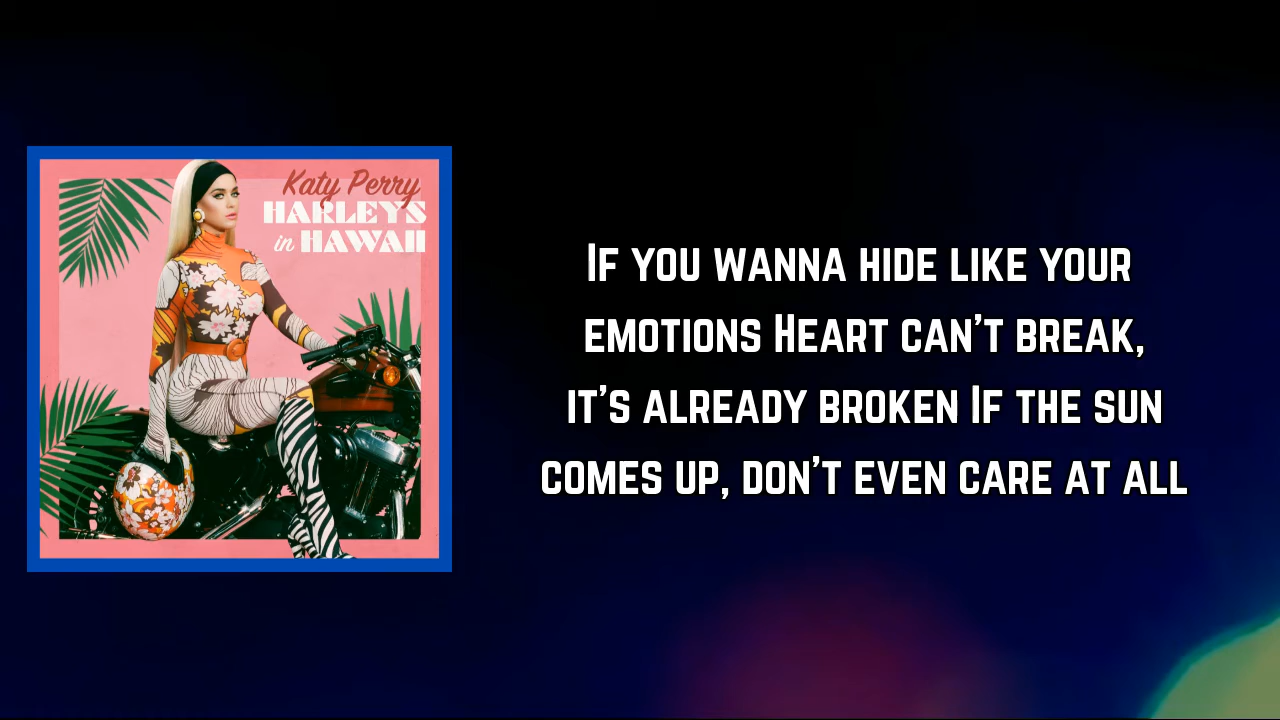 Katy Perry
HARLEYS
in HAWAII
If you wanna hide like your
emotions Heart can't break,
it's already broken If the sun
comes up, don't even care at all